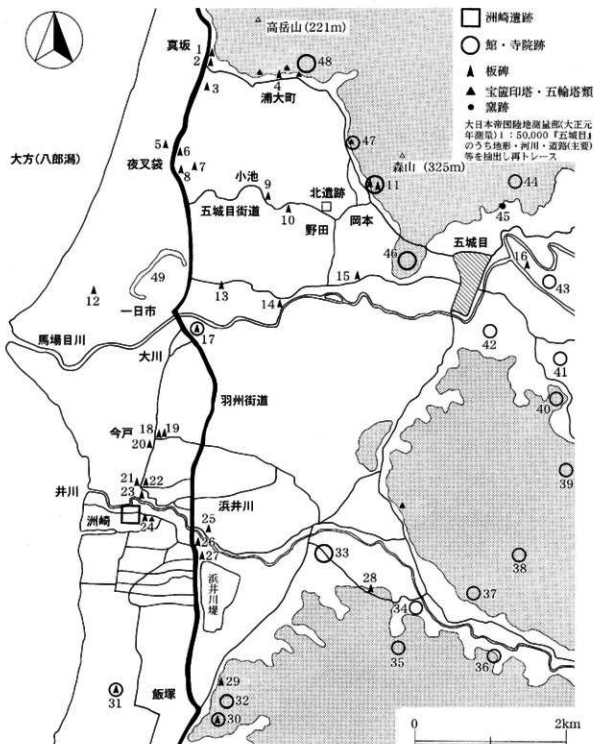 高岳山(221m)
真坂
1
2
3
4
48
浦大町
洲崎遺跡
館・寺院跡
板碑
宝篋印塔・五輪塔類
窯跡
大日本帝国陸地測量部(大正元
年測量)1：50,000『五城目』
のうち地形・河川・道路(主要)
等を抽出し再トレース
大方(八郎潟)
5
6
夜叉袋
7
8
47
森山 (325m)
11
44
45
小池
9
北遺跡
五城目街道
10
野田
岡本
五城目
46
16
43
49
12
一日市
13
14
15
馬場目川
17
大川
42
41
40
羽州街道
18
19
今戸
20
39
21
22
井川
23
洲崎
24
浜井川
25
26
27
33
38
28
37
34
浜井川堤
35
36
29
飯塚
31
32
30
0
2km